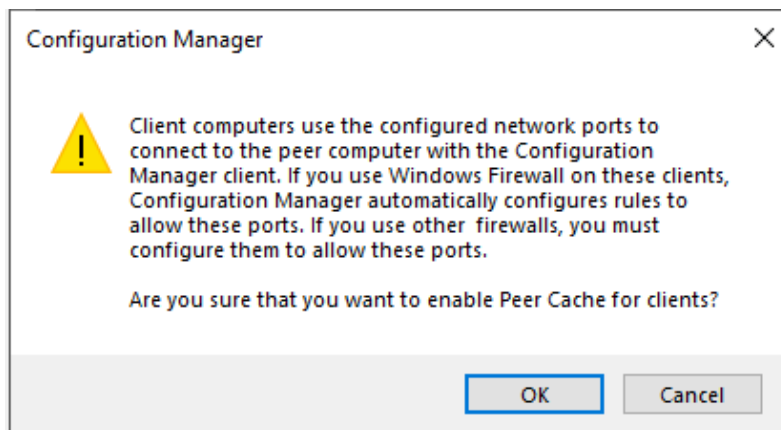 Configuration Manager
Client computers use the configured network ports to
connect to the peer computer with the Configuration
Manager client. If you use Windows Firewall on these clients,
Configuration Manager automatically configures rules to
allow these ports. If you use other  firewalls, you must
configure them to allow these ports.
Are you sure that you want to enable Peer Cache for clients?
OK
Cancel